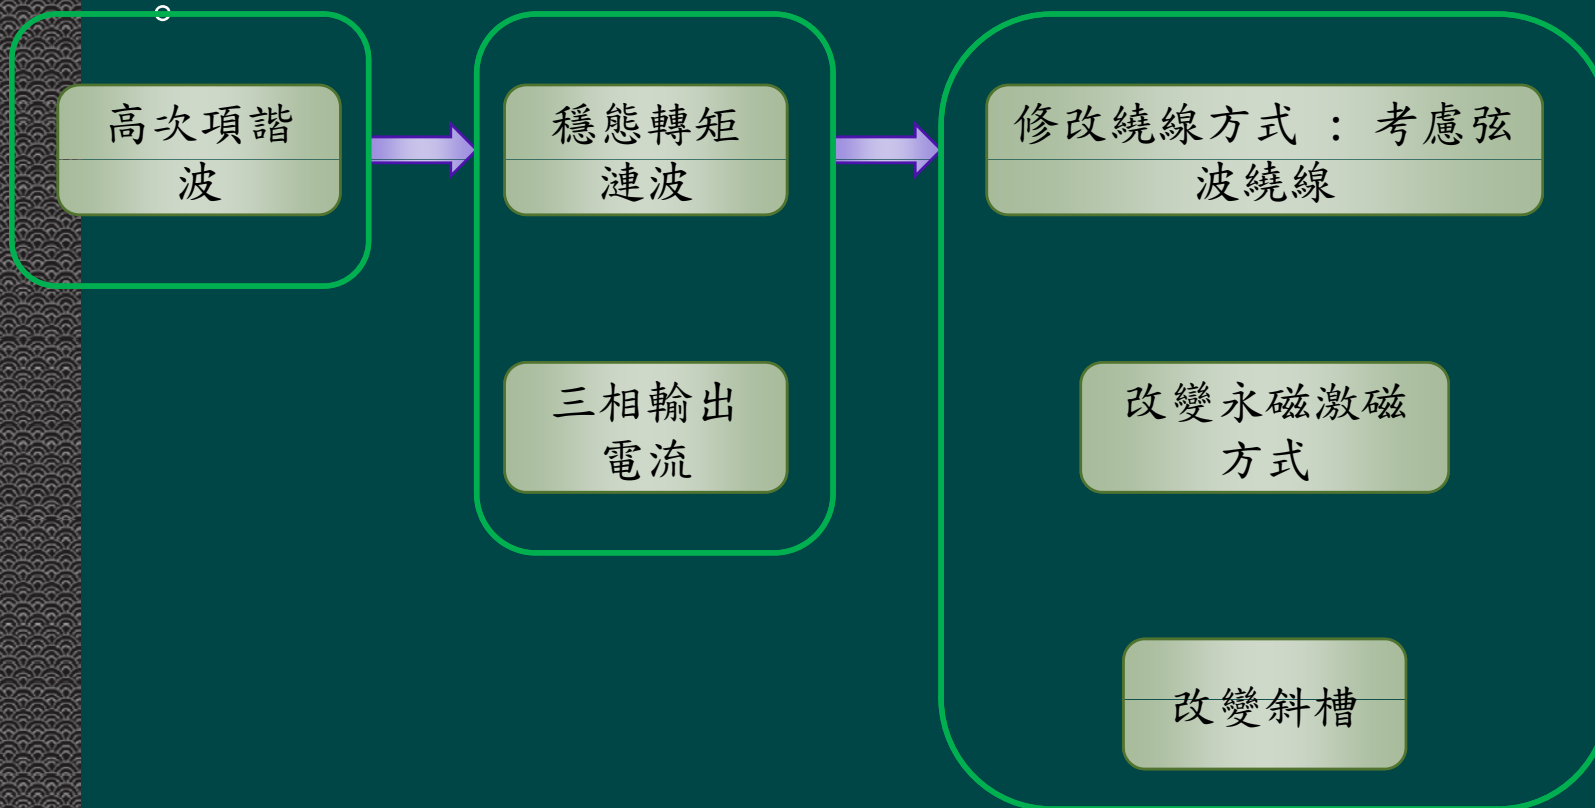 高次項諧
波
穩態轉矩
漣波
三相輸出
電流
修改繞線方式 : 考慮弦
波繞線
改變永磁激磁
方式
改變斜槽